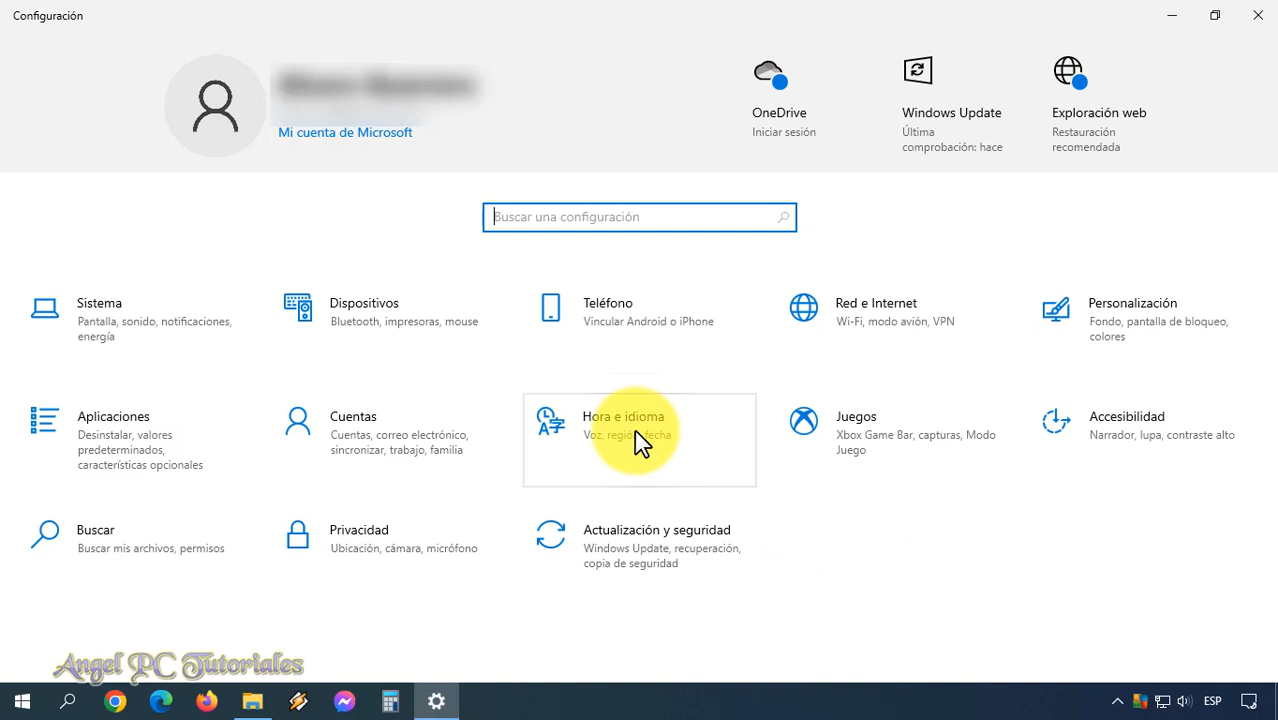 Configuración
Mi cuenta de Microsoft
OneDrive
Iniciar sesión
Windows Update
Última
comprobación: hace
Exploración web
Restauración
recomendada
Buscar una configuración
Sistema
Pantalla, sonido, notificaciones,
energía
Dispositivos
Bluetooth, impresoras, mouse
Teléfono
Vincular Android o iPhone
Red e Internet
Wi-Fi, modo avión, VPN
Personalización
Fondo, pantalla de bloqueo,
colores
Aplicaciones
Desinstalar, valores
predeterminados,
características opcionales
Cuentas
Cuentas, correo electrónico,
sincronizar, trabajo, familia
Hora e idioma
Voz, región, fecha
Juegos
Xbox Game Bar, capturas, Modo
Juego
Accesibilidad
Narrador, lupa, contraste alto
Buscar
Buscar mis archivos, permisos
Privacidad
Ubicación, cámara, micrófono
Actualización y seguridad
Windows Update, recuperación,
copia de seguridad
Angel PC Tutoriales
ESP